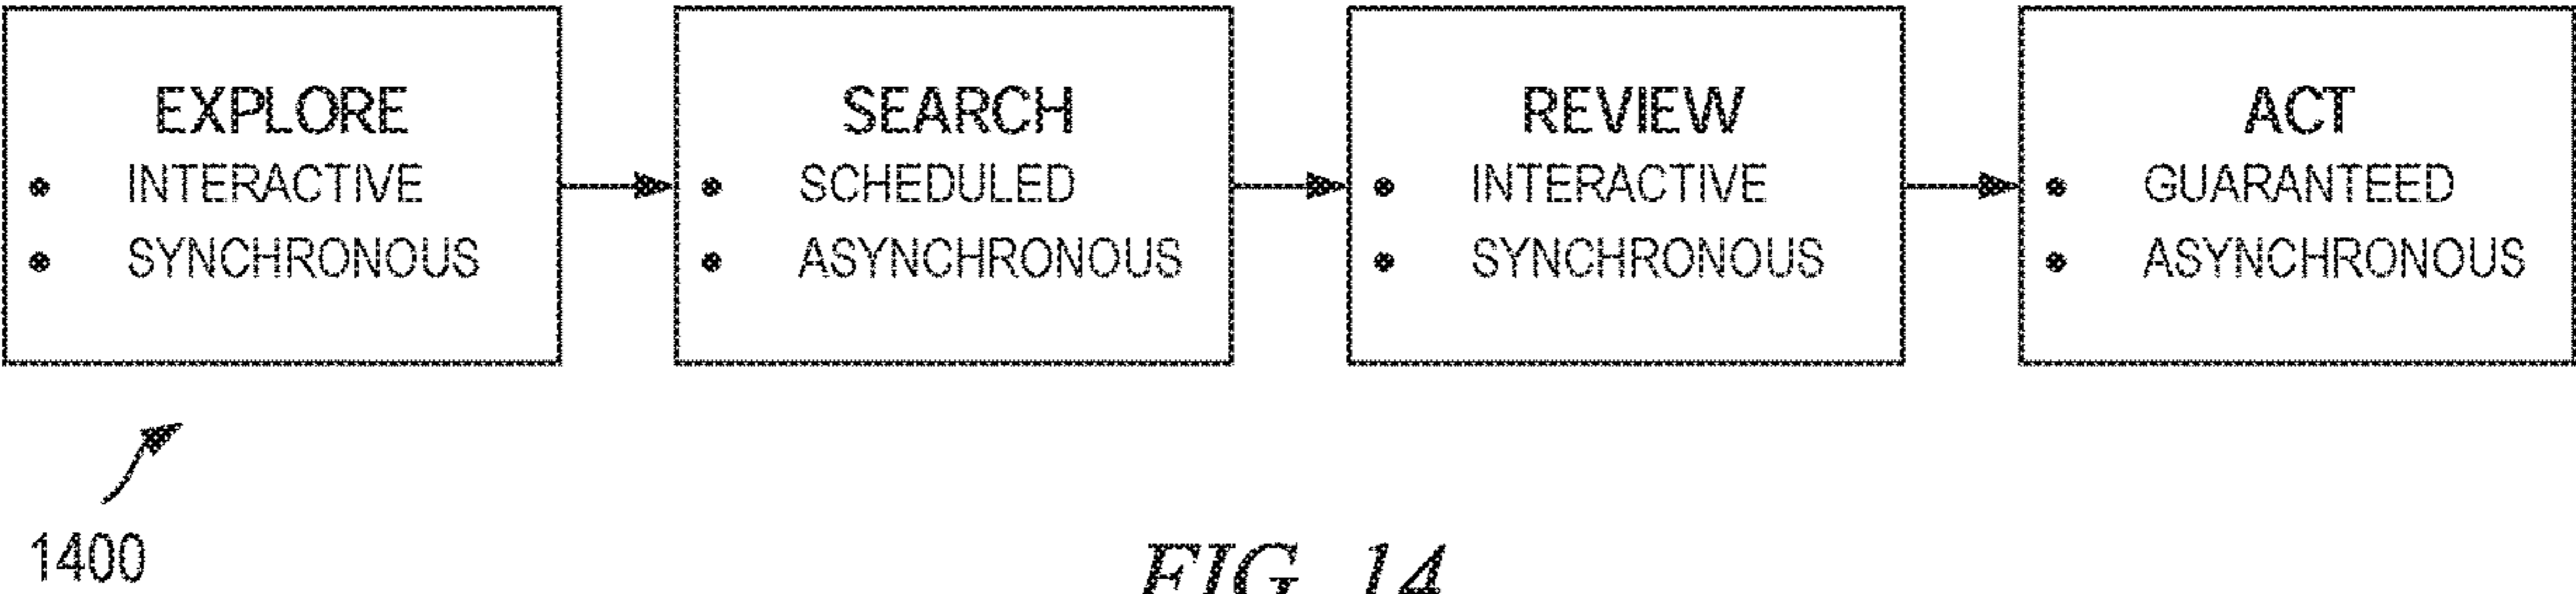 EXPLORE
• INTERACTIVE
• SYNCHRONOUS
SEARCH
• SCHEDULED
• ASYNCHRONOUS
REVIEW
• INTERACTIVE
• SYNCHRONOUS
ACT
• GUARANTEED
• ASYNCHRONOUS
1400
FIG. 14